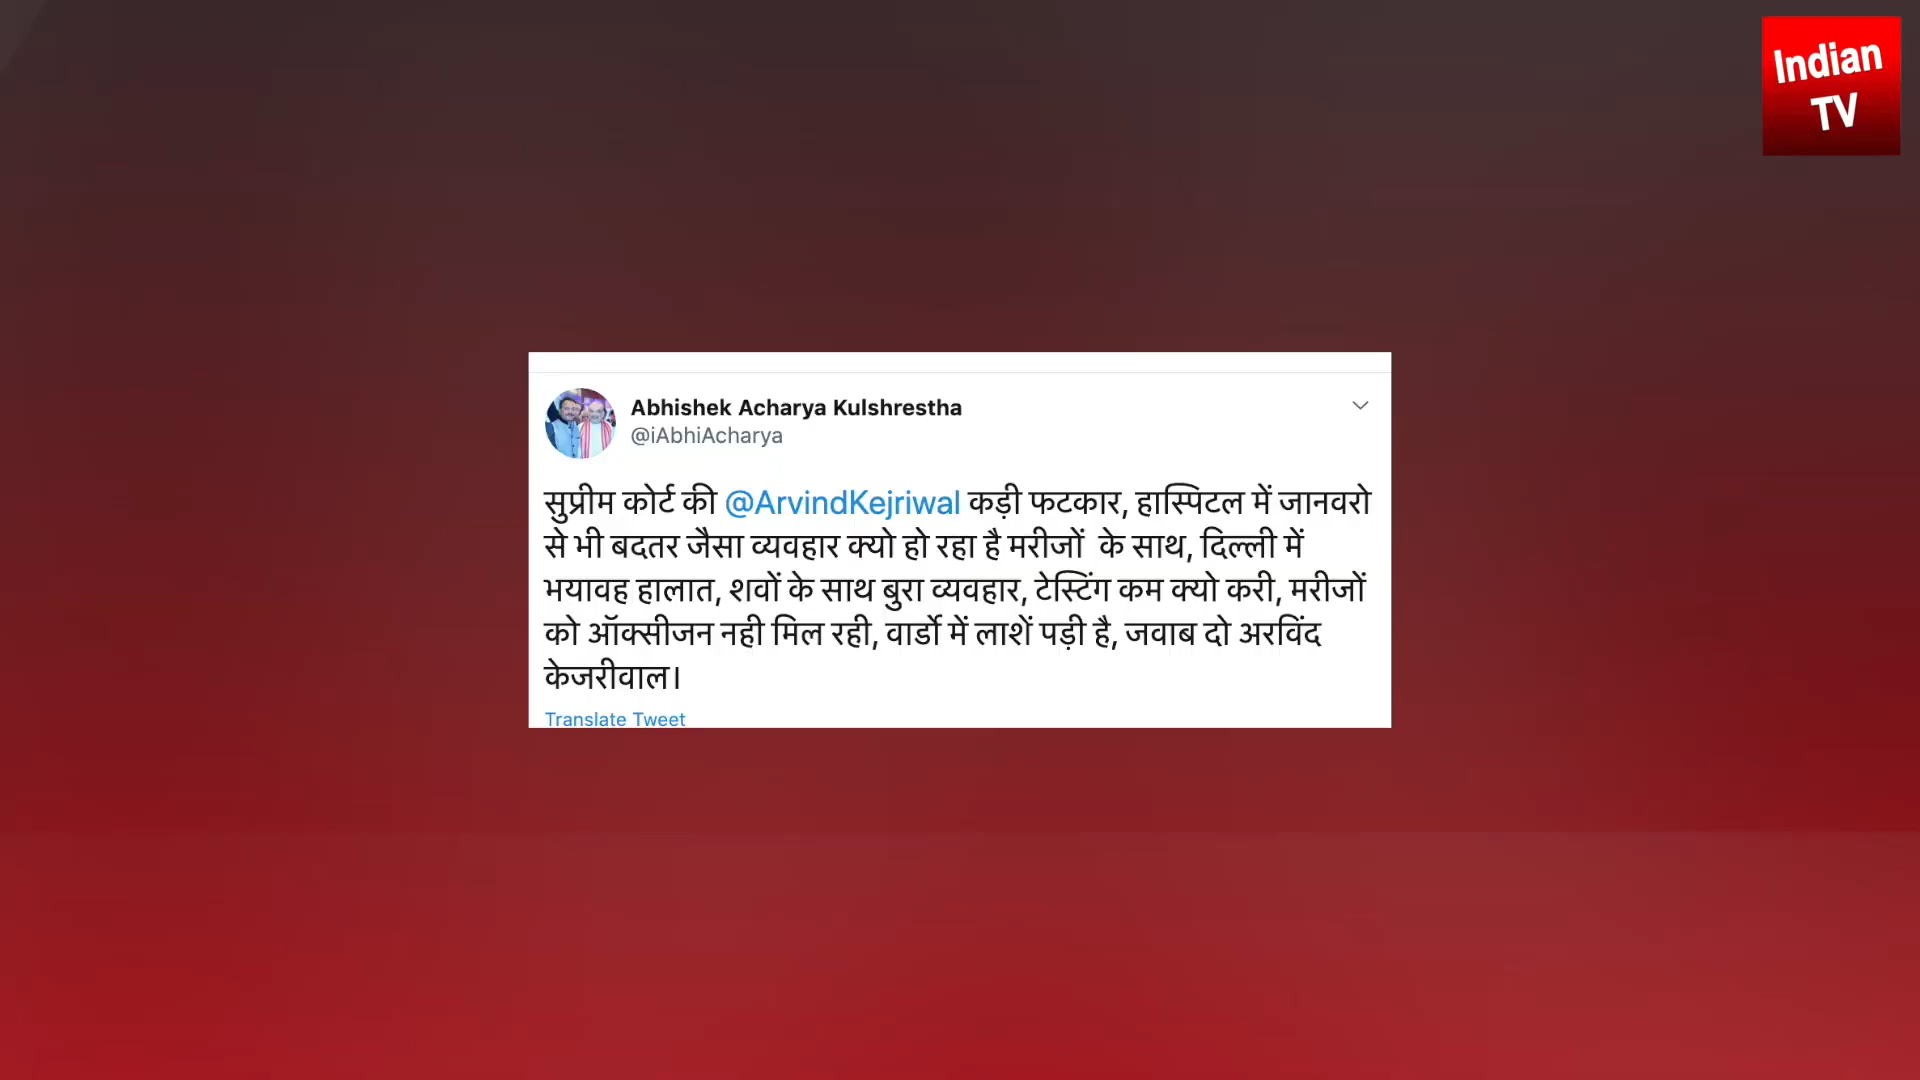 Indian
TV
Abhishek Acharya Kulshrestha
@iAbhiAcharya
सुप्रीम कोर्ट की @ArvindKejriwal कड़ी फटकार, हास्पिटल में जानवरो
से भी बदतर जैसा व्यवहार क्यो हो रहा है मरीजों के साथ, दिल्ली में
भयावह हालात, शवों के साथ बुरा व्यवहार, टेस्टिंग कम क्यो करी, मरीजों
को ऑक्सीजन नही मिल रही, वार्डो में लाशें पड़ी है, जवाब दो अरविंद
केजरीवाल।
Translate Tweet